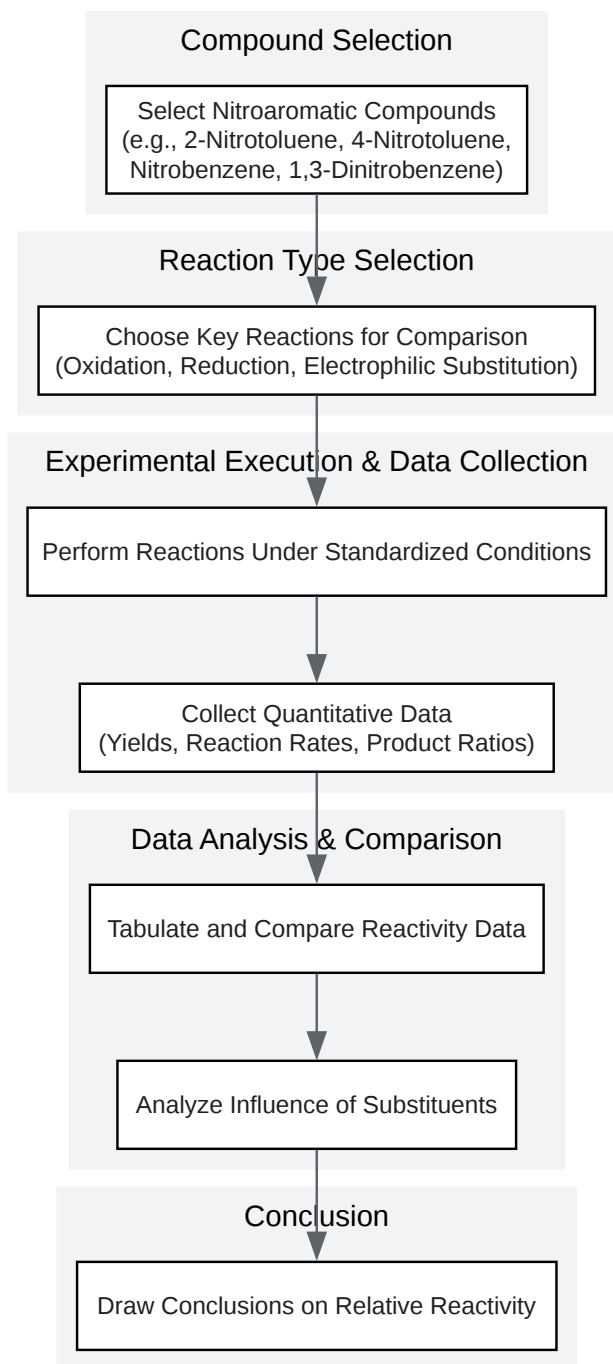 Compound Selection
Select Nitroaromatic Compounds
(e.g., 2-Nitrotoluene, 4-Nitrotoluene,
Nitrobenzene, 1,3-Dinitrobenzene)
Reaction Type Selection
Choose Key Reactions for Comparison
(Oxidation, Reduction, Electrophilic Substitution)
Experimental Execution & Data Collection
Perform Reactions Under Standardized Conditions
Collect Quantitative Data
(Yields, Reaction Rates, Product Ratios)
Data Analysis & Comparison
Tabulate and Compare Reactivity Data
Analyze Influence of Substituents
Conclusion
Draw Conclusions on Relative Reactivity